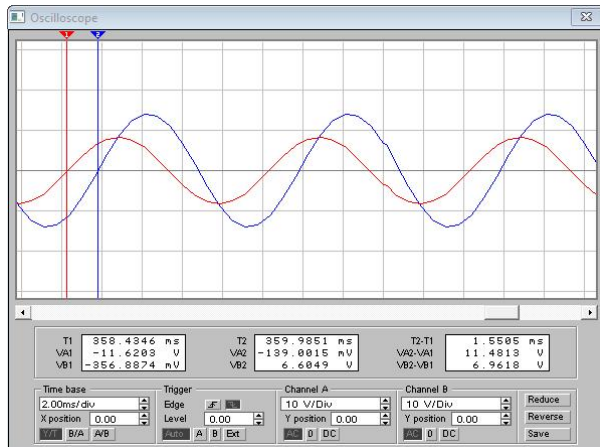 Oscilloscope
1 2
T1 358.4346 ms T2 359.9851 ms T2-T1 1.5505 ms
VA1 -11.6203 V VA2 -139.0015mV VA2-VA1 11.4813 V
VB1 -356.8874 mV VB2 6.6049 V VB2-VB1 6.9618 V
Time base Trigger Channel A Channel B
2.00ms/div Edge 10 V/Div 10 V/Div Reduce
X position 0.00 Level 0.00 Y position 0.00 Y position 0.00 Reverse
Y/T B/A A/B Auto A B Ext AC 0 DC AC 0 DC Save